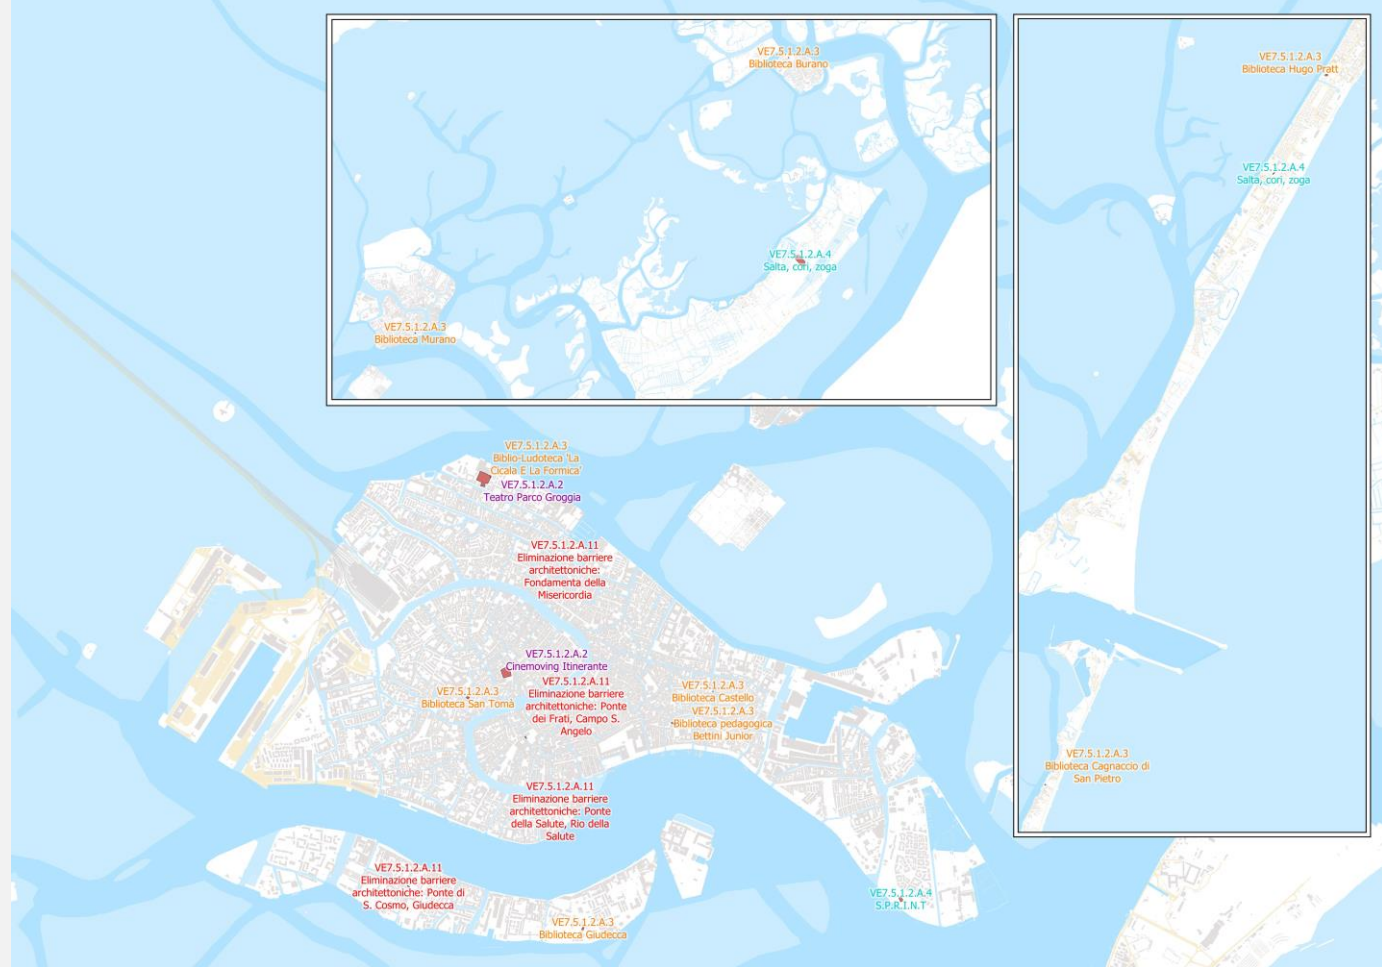 VE7.5.1.2.A.3
Biblioteca Burano
VE7.5.1.2.A.4
Salta, cori, zoga
VE7.5.1.2.A.3
Biblioteca Murano
VE7.5.1.2.A.3
Biblioteca Hugo Pratt
VE7.5.1.2.A.4
Salta, cori, zoga
VE7.5.1.2.A.3
Biblioteca Cagnaccio di
San Pietro
VE7.5.1.2.A.3
Biblio-Ludoteca 'La
Cicala E La Formica'
VE7.5.1.2.A.2
Teatro Parco Groggia
VE7.5.1.2.A.11
Eliminazione barriere
architettoniche:
Fondamenta della
Misericordia
VE7.5.1.2.A.2
Cinemoving Itinerante
VE7.5.1.2.A.11
Eliminazione barriere
architettoniche: Ponte
dei Frati, Campo S.
Angelo
VE7.5.1.2.A.3
Biblioteca San Tomà
VE7.5.1.2.A.3
Biblioteca Castello
VE7.5.1.2.A.3
Biblioteca pedagogica
Bettini Junior
VE7.5.1.2.A.11
Eliminazione barriere
architettoniche: Ponte
della Salute, Rio della
Salute
VE7.5.1.2.A.11
Eliminazione barriere
architettoniche: Ponte di
S. Cosmo, Giudecca
VE7.5.1.2.A.3
Biblioteca Giudecca
VE7.5.1.2.A.4
S.P.R.I.N.T